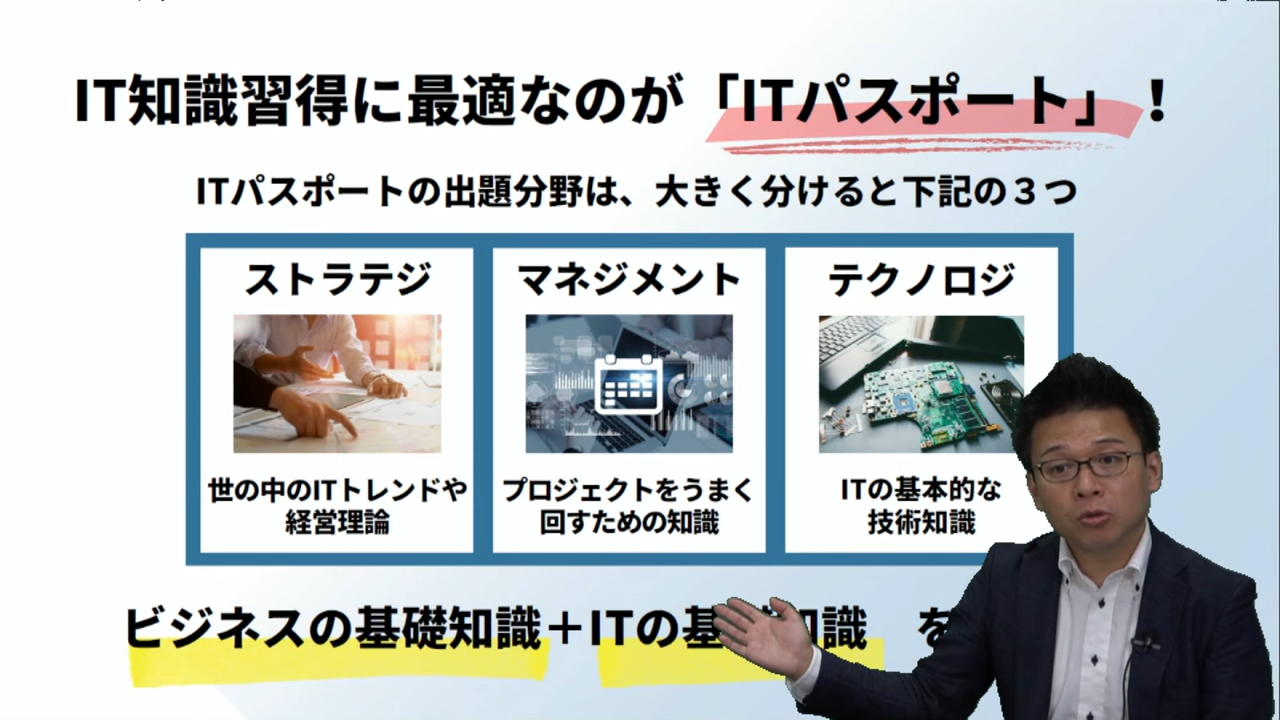 IT知識習得に最適なのが「ITパスポート」！
ITパスポートの出題分野は、大きく分けると下記の３つ
ストラテジ
マネジメント
テクノロジ
世の中のITトレンドや
経営理論
プロジェクトをうまく
回すための知識
ITの基本的な
技術知識
ビジネスの基礎知識＋ITの基 知識 を